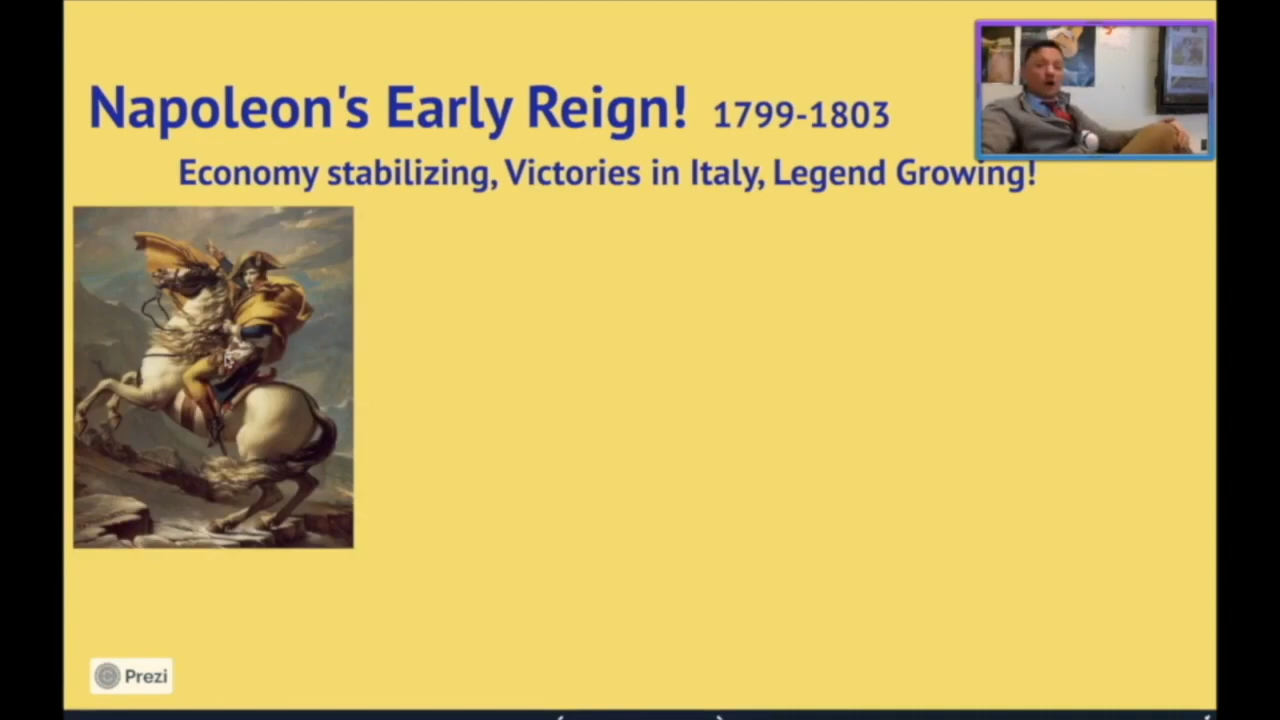 Napoleon's Early Reign! 1799-1803
Economy stabilizing, Victories in Italy, Legend Growing!
Prezi